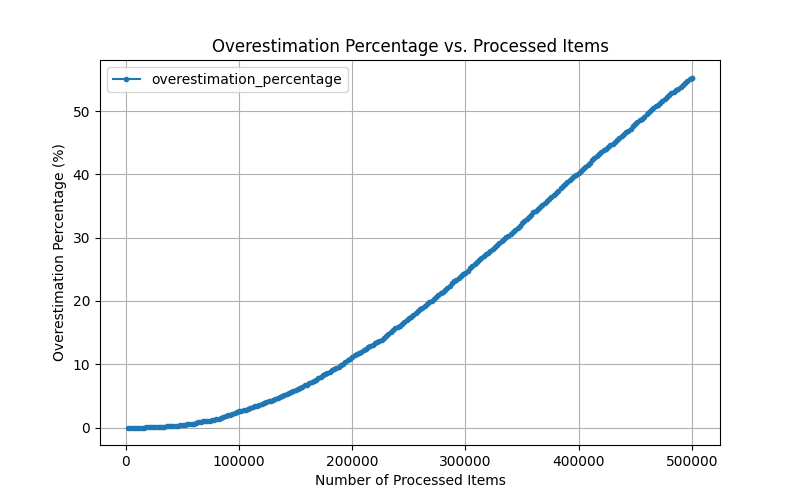 Overestimation Percentage vs. Processed Items
overestimation_percentage
Overestimation Percentage (%)
50
40
30
20
10
0
0 100000 200000 300000 400000 500000
Number of Processed Items